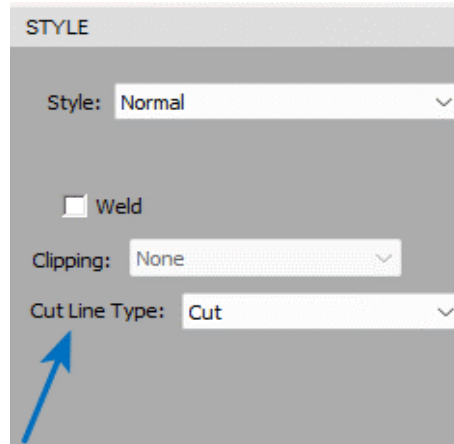 STYLE
Style: Normal
Weld
Clipping: None
Cut Line Type: Cut